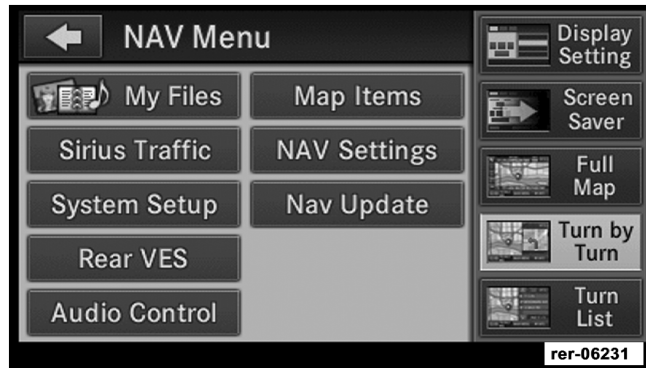 NAV Menu
My Files
Map Items
Sirius Traffic
NAV Settings
System Setup
Nav Update
Rear VES
Audio Control
Display
Setting
Screen
Saver
Full
Map
Turn by
Turn
Turn
List
rer-06231